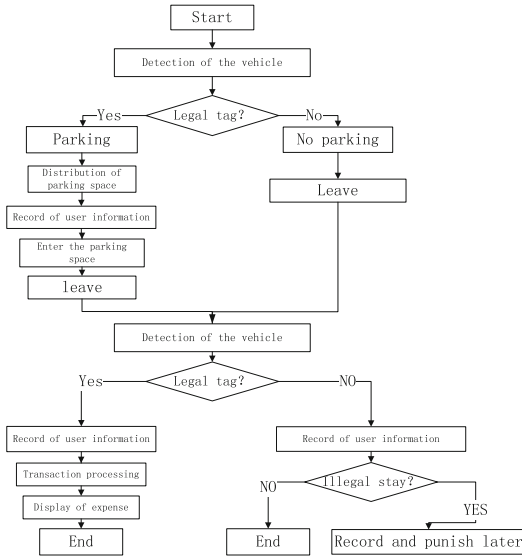 Start
Detection of the vehicle
Legal tag?
Yes
No
Parking
No parking
Distribution of
parking space
Leave
Record of user information
Enter the parking
space
leave
Detection of the vehicle
Legal tag?
Yes
NO
Record of user information
Record of user information
Transaction processing
Illegal stay?
NO
YES
Display of expense
End
End
Record and punish later